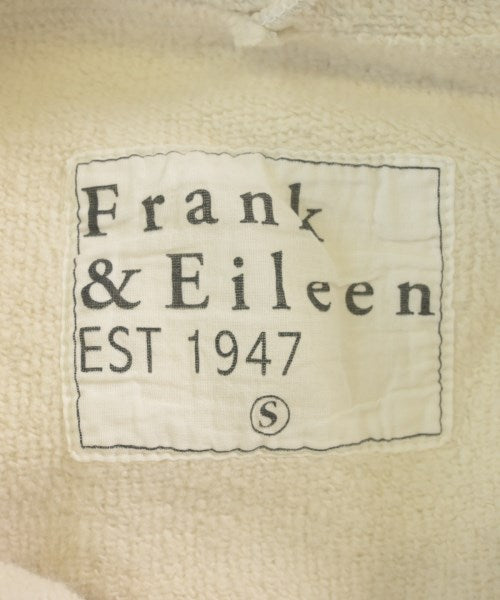 Frank
& Eileen
EST 1947
S